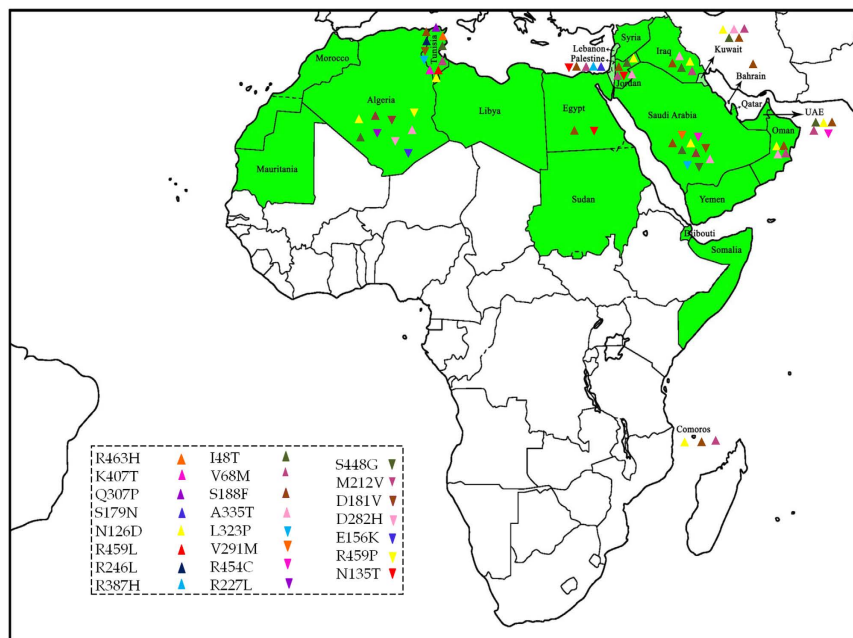 Morocco
Algeria
Tunisia
Libya
Egypt
Mauritania
Sudan
Lebanon
Palestine
Syria
Jordan
Iraq
Kuwait
Bahrain
Qatar
UAE
Saudi Arabia
Oman
Yemen
Djibouti
Somalia
Comoros
R463H
K407T
Q307P
S179N
N126D
R459L
R246L
R387H
I48T
V68M
S188F
A335T
L323P
V291M
R454C
R227L
S448G
M212V
D181V
D282H
E156K
R459P
N135T